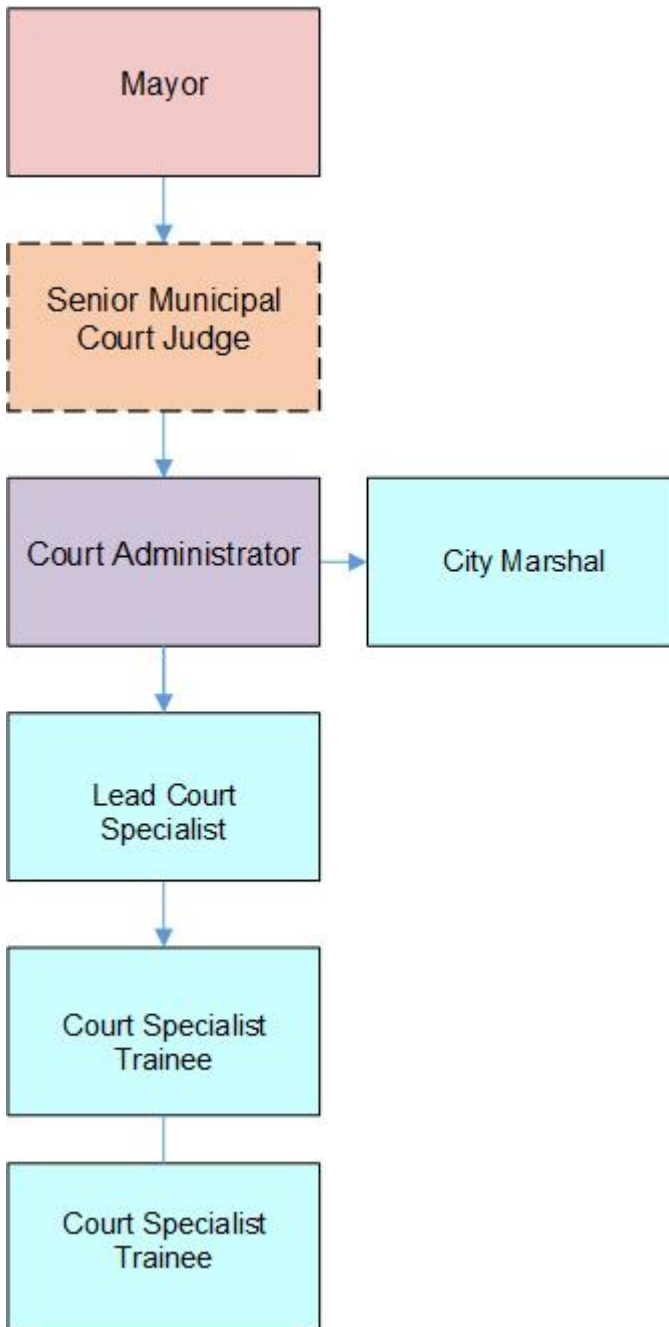 Mayor
Senior Municipal
Court Judge
Court Administrator
City Marshal
Lead Court
Specialist
Court Specialist
Trainee
Court Specialist
Trainee